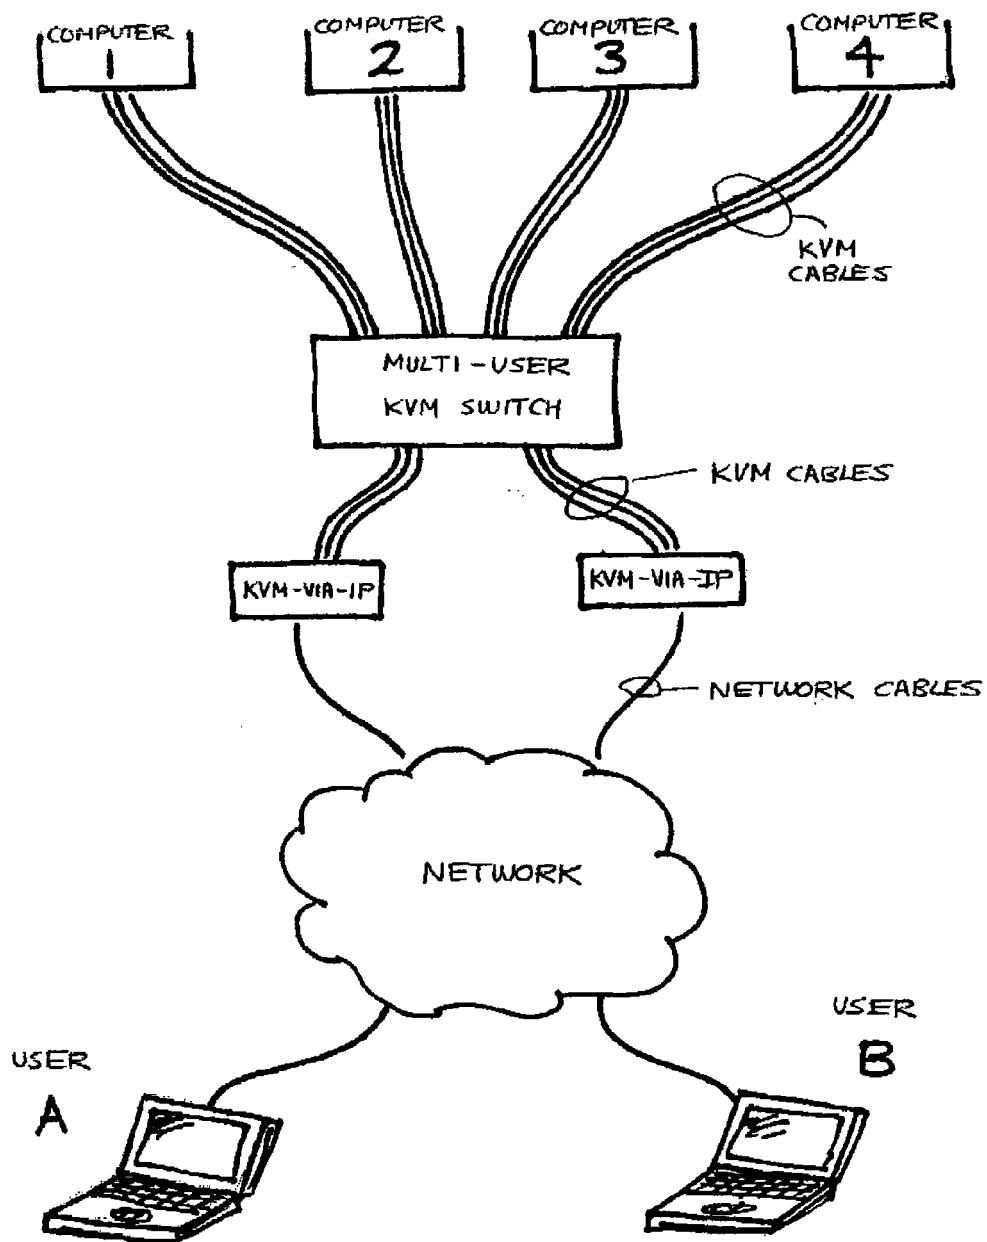 COMPUTER
1
COMPUTER
2
COMPUTER
3
COMPUTER
4
KVM
CABLES
MULTI-USER
KVM SWITCH
KVM CABLES
KVM-VIA-IP
KVM-VIA-IP
NETWORK CABLES
NETWORK
USER
A
USER
B